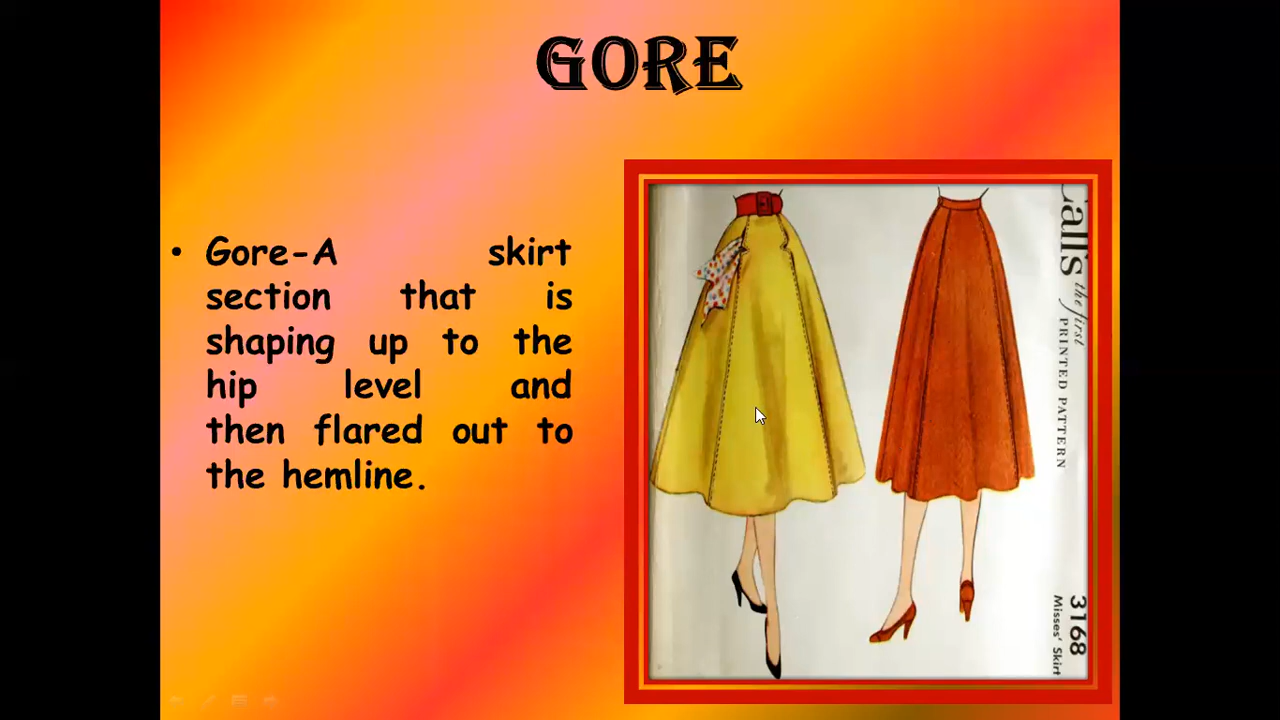 GORE
• Gore-A skirt
section that is
shaping up to the
hip level and
then flared out to
the hemline.
Call's
the first
PRINTED PATTERN
3168
Misses' Skirt